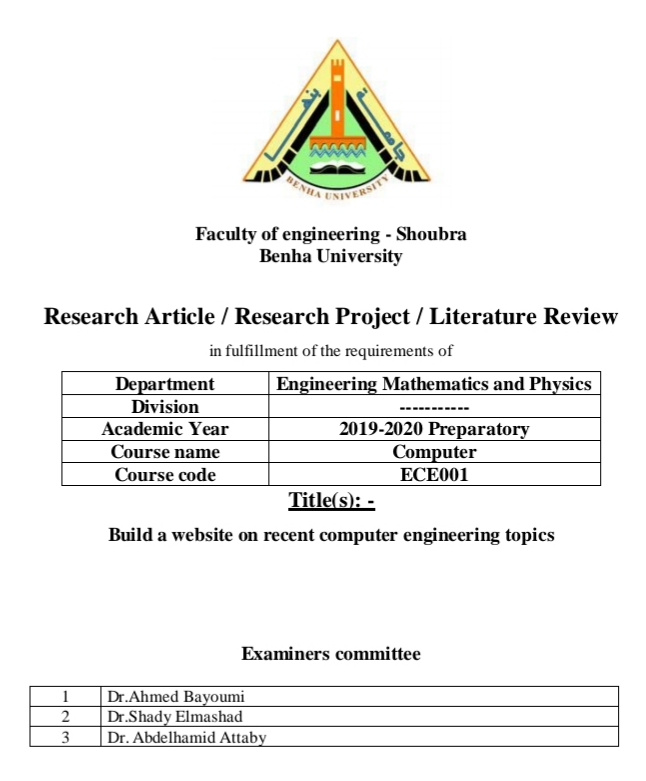 جامعة بنها
BENHA UNIVERSITY
Faculty of engineering - Shoubra
Benha University
Research Article / Research Project / Literature Review
in fulfillment of the requirements of
Department Engineering Mathematics and Physics
Division -----------
Academic Year 2019-2020 Preparatory
Course name Computer
Course code ECE001
Title(s): -
Build a website on recent computer engineering topics
Examiners committee
1 Dr.Ahmed Bayoumi
2 Dr.Shady Elmashad
3 Dr. Abdelhamid Attaby